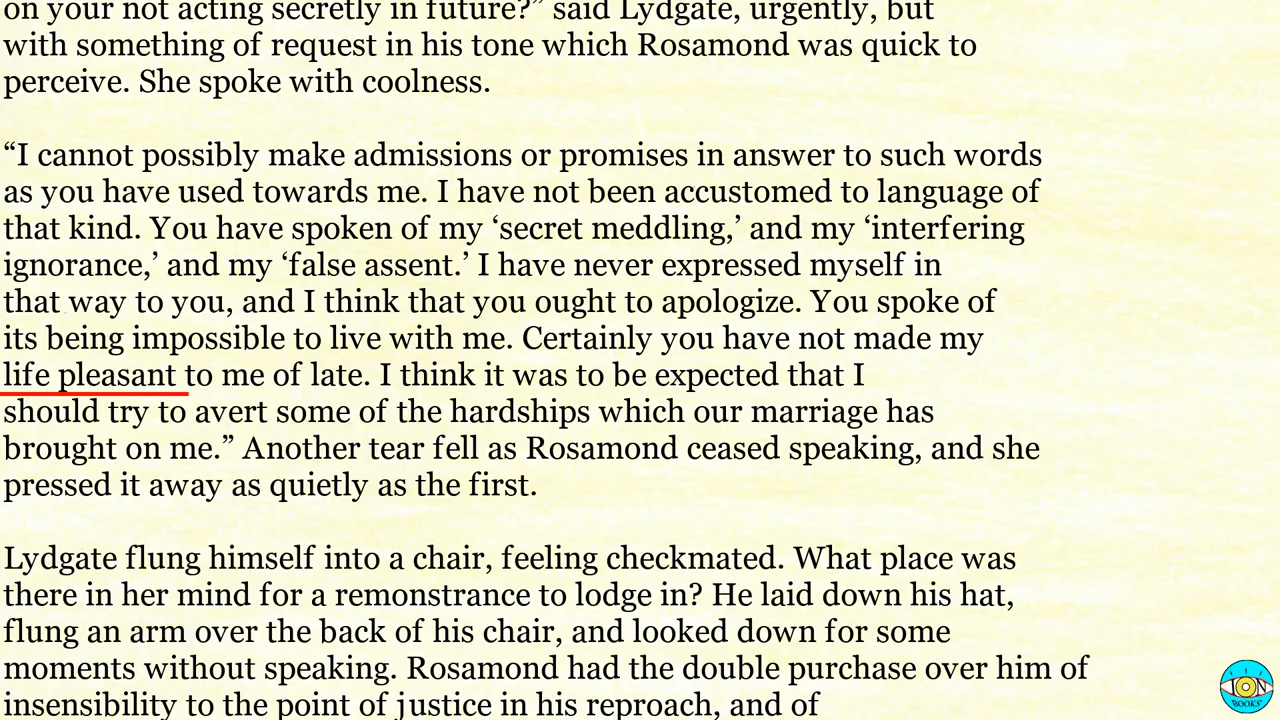 on your not acting secretly in future?” said Lydgate, urgently, but
with something of request in his tone which Rosamond was quick to
perceive. She spoke with coolness.
“I cannot possibly make admissions or promises in answer to such words
as you have used towards me. I have not been accustomed to language of
that kind. You have spoken of my ‘secret meddling,’ and my ‘interfering
ignorance,’ and my ‘false assent.’ I have never expressed myself in
that way to you, and I think that you ought to apologize. You spoke of
its being impossible to live with me. Certainly you have not made my
life pleasant to me of late. I think it was to be expected that I
should try to avert some of the hardships which our marriage has
brought on me.” Another tear fell as Rosamond ceased speaking, and she
pressed it away as quietly as the first.
Lydgate flung himself into a chair, feeling checkmated. What place was
there in her mind for a remonstrance to lodge in? He laid down his hat,
flung an arm over the back of his chair, and looked down for some
moments without speaking. Rosamond had the double purchase over him of
insensibility to the point of justice in his reproach, and of
ION
BOOKS